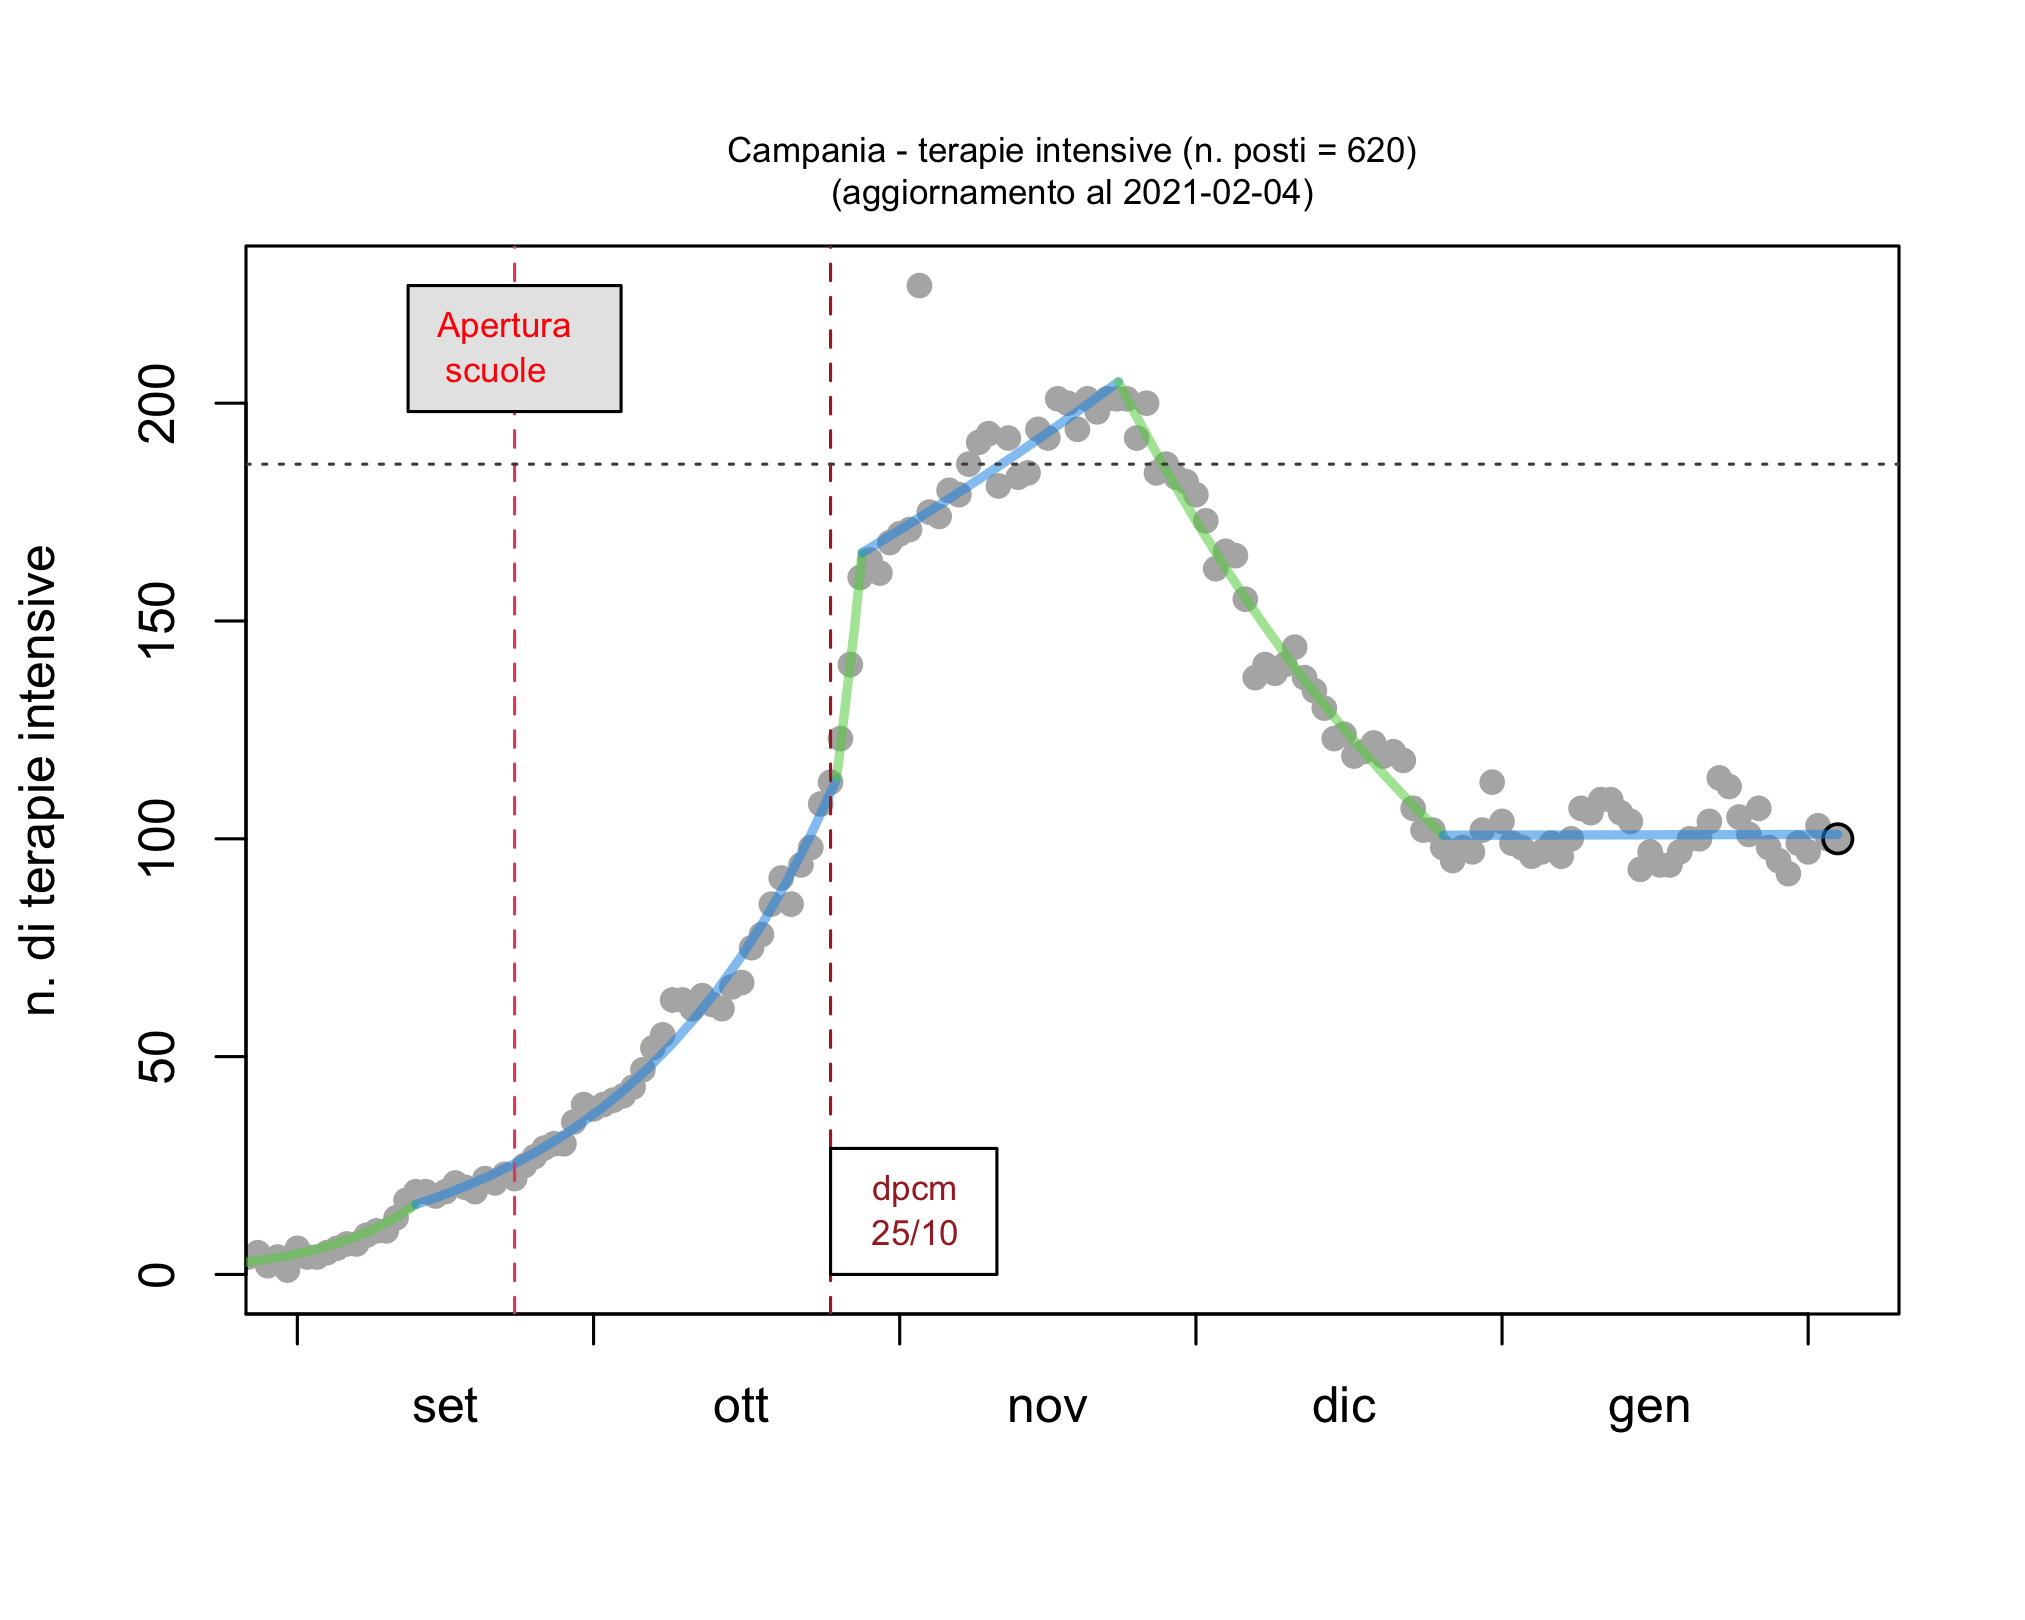 Campania - terapie intensive (n. posti = 620)
(aggiornamento al 2021-02-04)
n. di terapie intensive
200
150
100
50
0
Apertura
scuole
dpcm
25/10
set
ott
nov
dic
gen